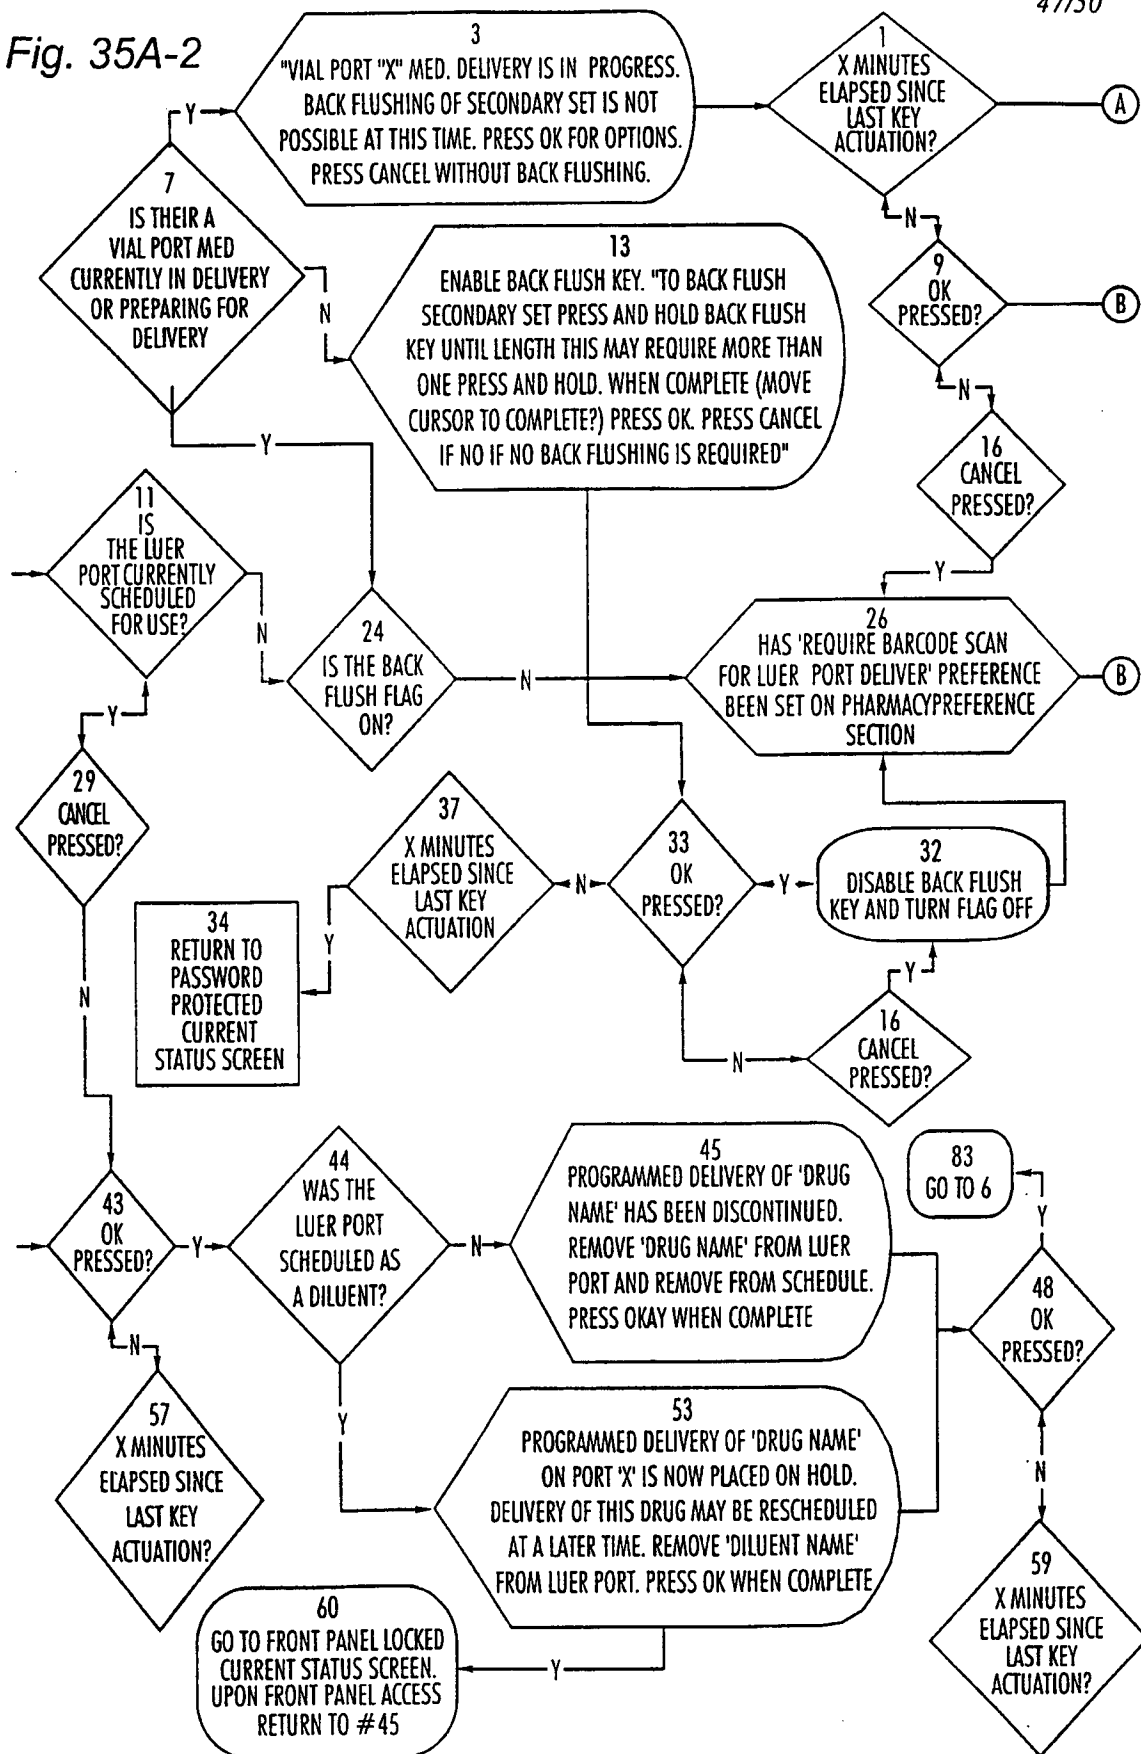 47/50
Fig. 35A-2
3
"VIAL PORT "X" MED. DELIVERY IS IN PROGRESS.
BACK FLUSHING OF SECONDARY SET IS NOT
POSSIBLE AT THIS TIME. PRESS OK FOR OPTIONS.
PRESS CANCEL WITHOUT BACK FLUSHING.
1
X MINUTES
ELAPSED SINCE
LAST KEY
ACTUATION?
A
Y
7
IS THEIR A
VIAL PORT MED
CURRENTLY IN DELIVERY
OR PREPARING FOR
DELIVERY
N
13
ENABLE BACK FLUSH KEY. "TO BACK FLUSH
SECONDARY SET PRESS AND HOLD BACK FLUSH
KEY UNTIL LENGTH THIS MAY REQUIRE MORE THAN
ONE PRESS AND HOLD. WHEN COMPLETE (MOVE
CURSOR TO COMPLETE?) PRESS OK. PRESS CANCEL
IF NO IF NO BACK FLUSHING IS REQUIRED"
N
9
OK
PRESSED?
B
N
16
CANCEL
PRESSED?
Y
Y
11
IS
THE LUER
PORT CURRENTLY
SCHEDULED
FOR USE?
N
24
IS THE BACK
FLUSH FLAG
ON?
N
26
HAS 'REQUIRE BARCODE SCAN
FOR LUER PORT DELIVER' PREFERENCE
BEEN SET ON PHARMACYPREFERENCE
SECTION
B
Y
29
CANCEL
PRESSED?
N
37
X MINUTES
ELAPSED SINCE
LAST KEY
ACTUATION
N
33
OK
PRESSED?
Y
32
DISABLE BACK FLUSH
KEY AND TURN FLAG OFF
Y
34
RETURN TO
PASSWORD
PROTECTED
CURRENT
STATUS SCREEN
Y
N
16
CANCEL
PRESSED?
43
OK
PRESSED?
Y
44
WAS THE
LUER PORT
SCHEDULED AS
A DILUENT?
N
45
PROGRAMMED DELIVERY OF 'DRUG
NAME' HAS BEEN DISCONTINUED.
REMOVE 'DRUG NAME' FROM LUER
PORT AND REMOVE FROM SCHEDULE.
PRESS OKAY WHEN COMPLETE
83
GO TO 6
Y
48
OK
PRESSED?
N
57
X MINUTES
ELAPSED SINCE
LAST KEY
ACTUATION?
Y
53
PROGRAMMED DELIVERY OF 'DRUG NAME'
ON PORT 'X' IS NOW PLACED ON HOLD.
DELIVERY OF THIS DRUG MAY BE RESCHEDULED
AT A LATER TIME. REMOVE 'DILUENT NAME'
FROM LUER PORT. PRESS OK WHEN COMPLETE
N
59
X MINUTES
ELAPSED SINCE
LAST KEY
ACTUATION?
Y
60
GO TO FRONT PANEL LOCKED
CURRENT STATUS SCREEN.
UPON FRONT PANEL ACCESS
RETURN TO #45